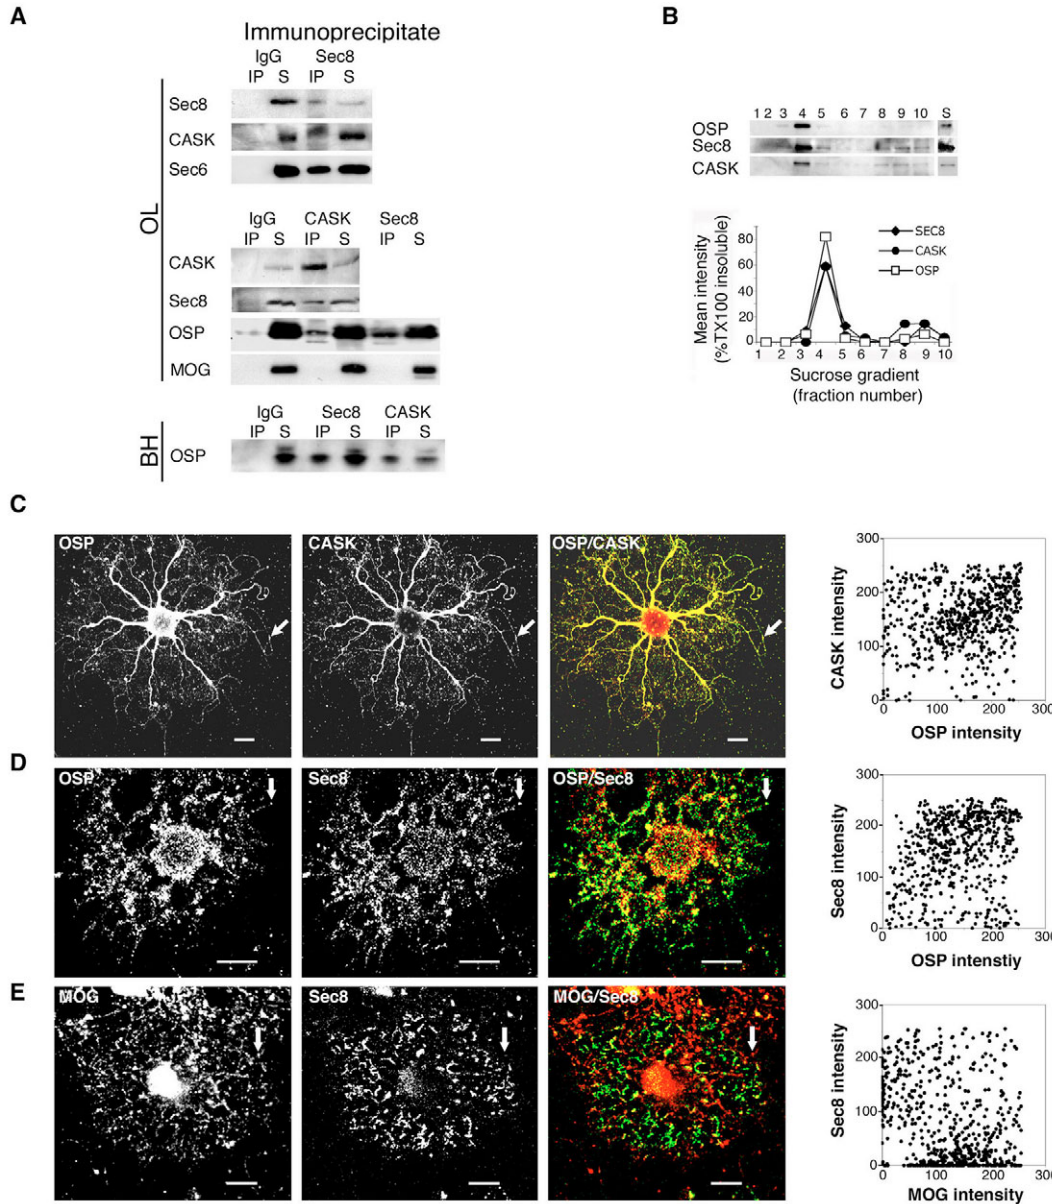 A
Immunoprecipitate
IgG Sec8
IP S IP S
Sec8
CASK
Sec6
OL
IgG CASK Sec8
IP S IP S IP S
CASK
Sec8
OSP
MOG
BH
IgG Sec8 CASK
IP S IP S IP S
OSP
B
1 2 3 4 5 6 7 8 9 10 S
OSP
Sec8
CASK
Mean intensity
(%TX100 insoluble)
80
60
40
20
0
SEC8
CASK
OSP
1 2 3 4 5 6 7 8 9 10
Sucrose gradient
(fraction number)
C
OSP
CASK
OSP/CASK
CASK intensity
300
200
100
0
0 100 200 300
OSP intensity
D
OSP
Sec8
OSP/Sec8
Sec8 intensity
300
200
100
0
0 100 200 300
OSP intenstiy
E
MOG
Sec8
MOG/Sec8
Sec8 intensity
300
200
100
0
0 100 200 300
MOG intensity